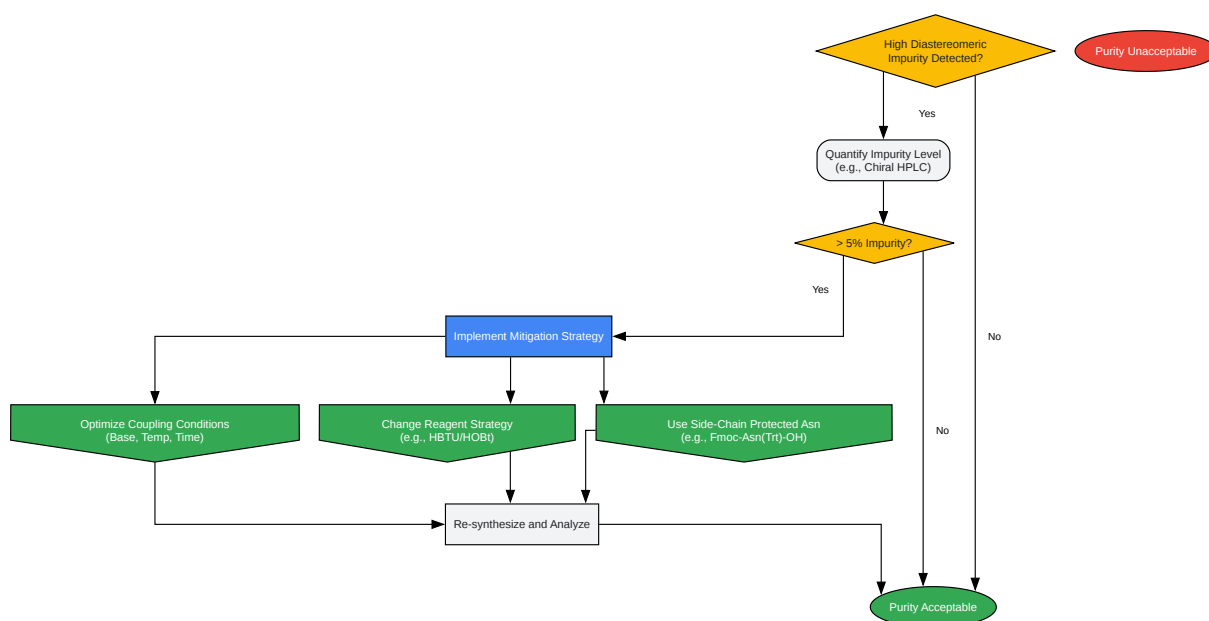 High Diastereomeric
Impurity Detected?
Purity Unacceptable
Yes
Quantify Impurity Level
(e.g., Chiral HPLC)
> 5% Impurity?
Yes
Implement Mitigation Strategy
No
Optimize Coupling Conditions
(Base, Temp, Time)
Change Reagent Strategy
(e.g., HBTU/HOBt)
Use Side-Chain Protected Asn
(e.g., Fmoc-Asn(Trt)-OH)
No
Re-synthesize and Analyze
Purity Acceptable